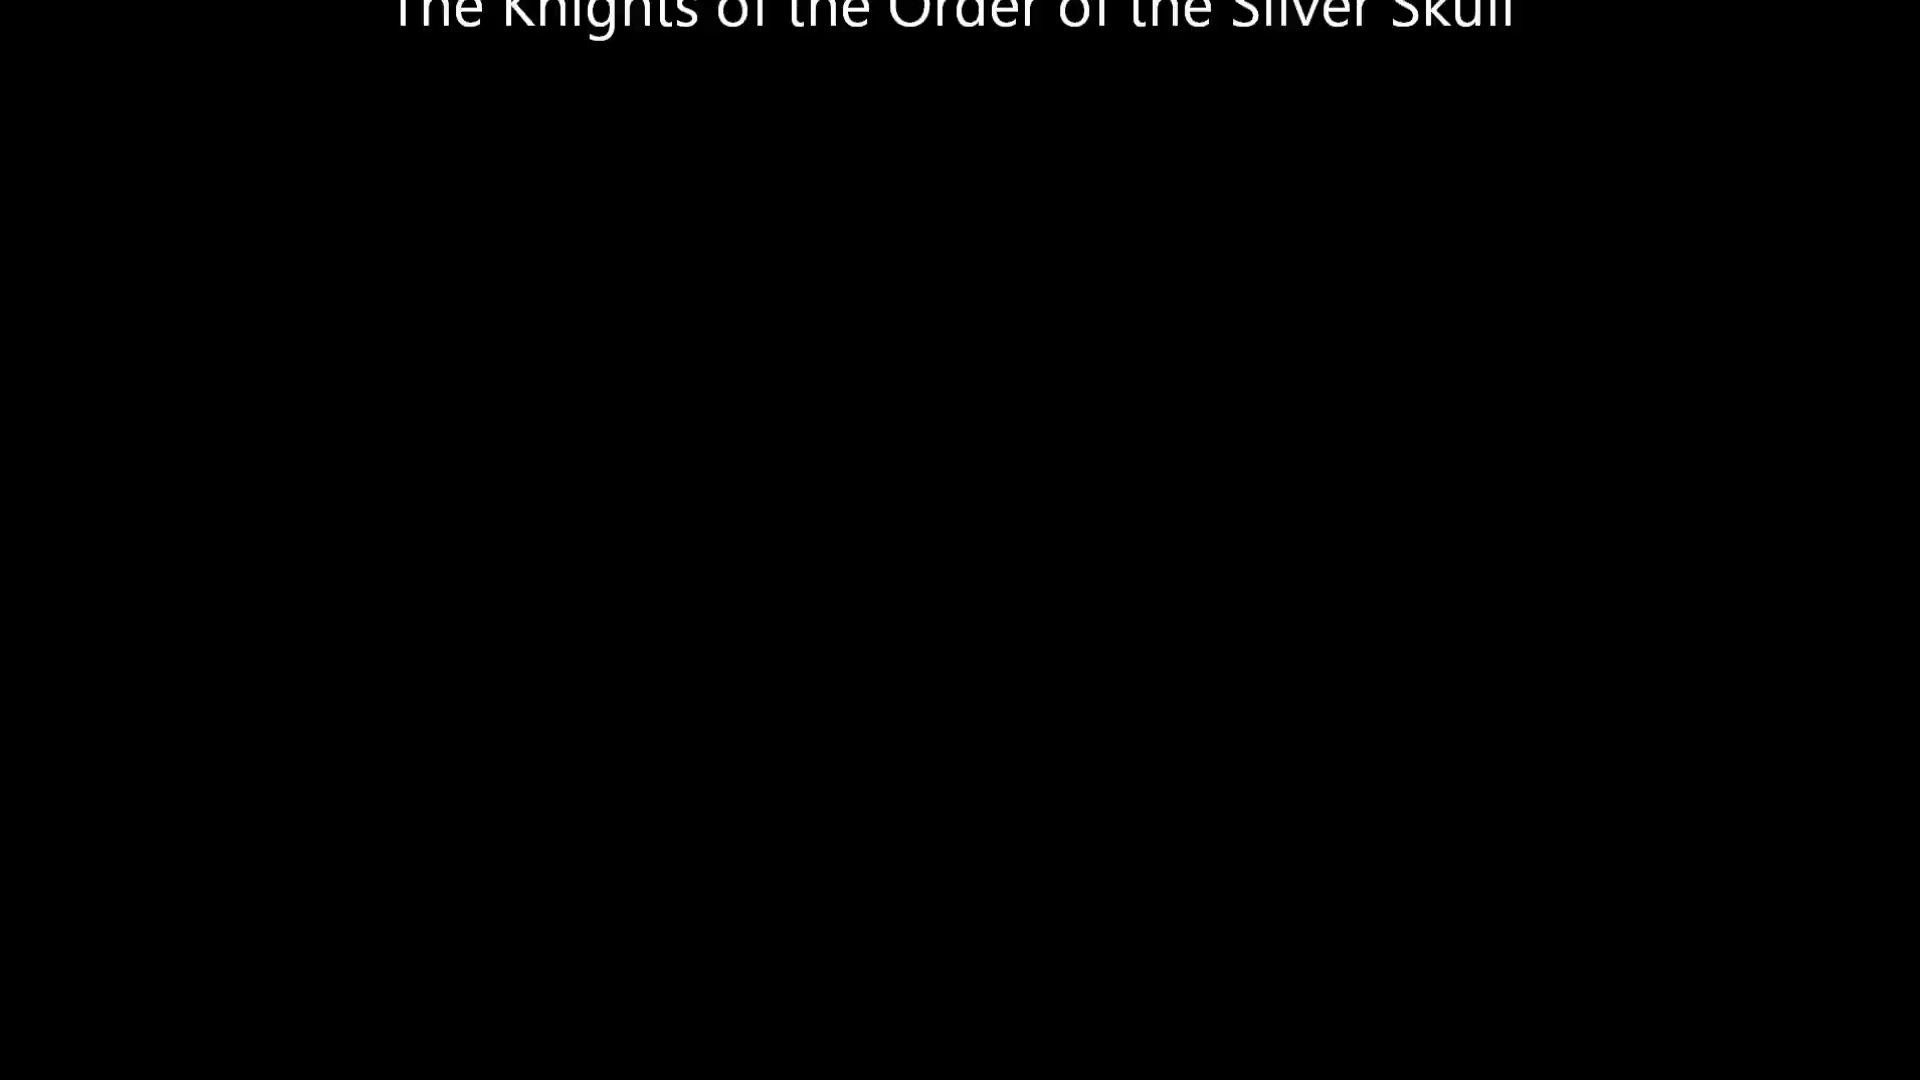 The Knights of the Order of the Silver Skull